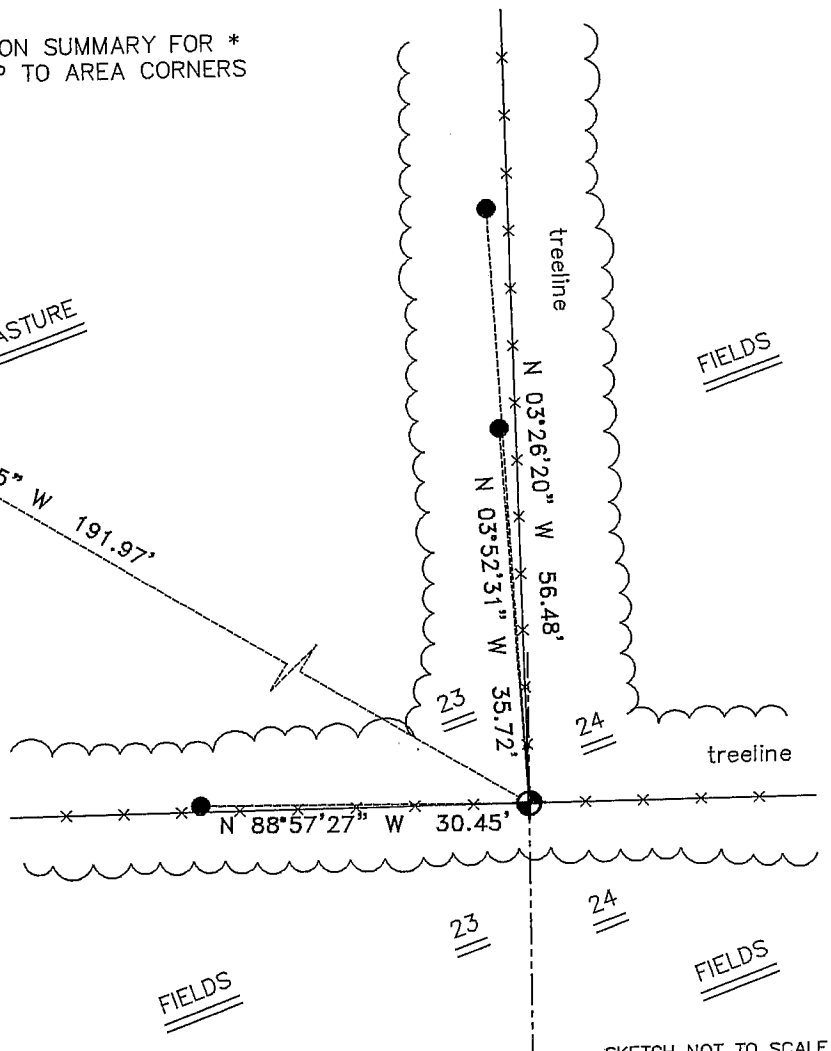 ON SUMMARY FOR *
TO AREA CORNERS
treeline
ASTURE
FIELDS
N 03°26'20" W 56.48'
N 03°52'31" W 35.72'
5" W 191.97'
23
24
treeline
N 88°57'27" W 30.45'
23
24
FIELDS
FIELDS
SKETCH NOT TO SCALE